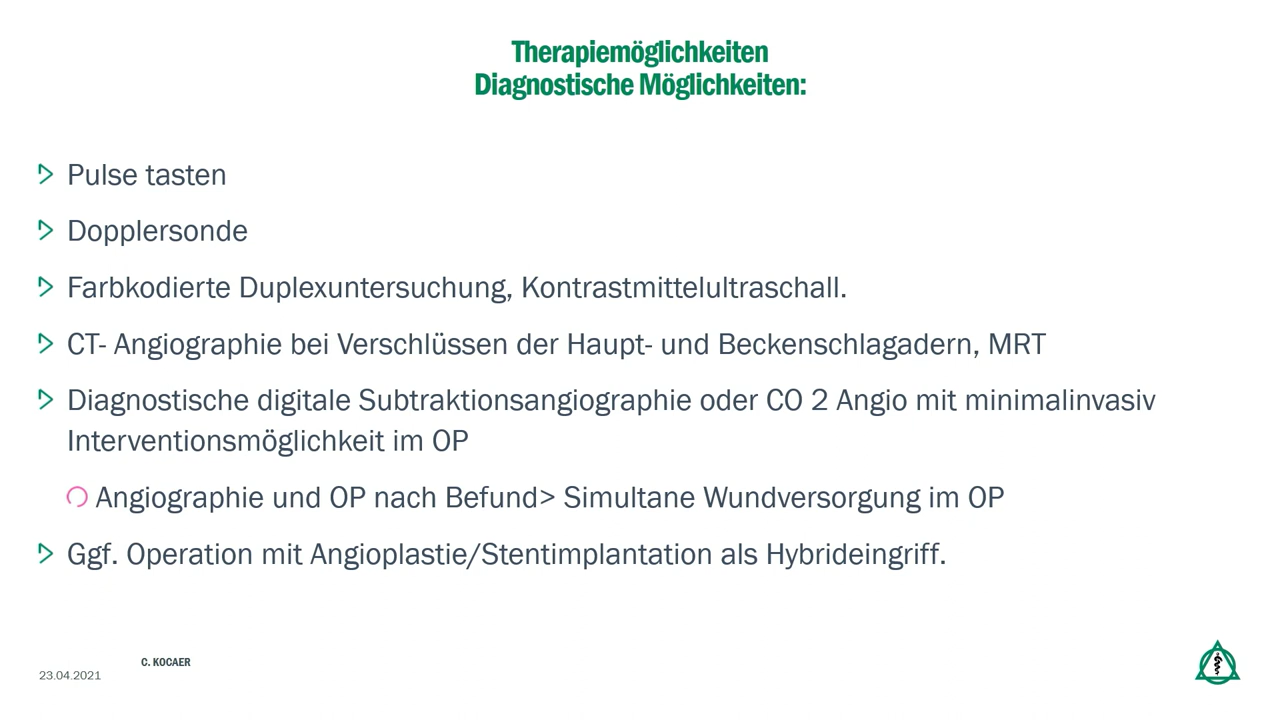 Therapiemöglichkeiten
Diagnostische Möglichkeiten:
Pulse tasten
Dopplersonde
Farbkodierte Duplexuntersuchung, Kontrastmittelultraschall.
CT- Angiographie bei Verschlüssen der Haupt- und Beckenschlagadern, MRT
Diagnostische digitale Subtraktionsangiographie oder CO 2 Angio mit minimalinvasiv
Interventionsmöglichkeit im OP
Angiographie und OP nach Befund> Simultane Wundversorgung im OP
Ggf. Operation mit Angioplastie/Stentimplantation als Hybrideingriff.
C. KOCAER
23.04.2021